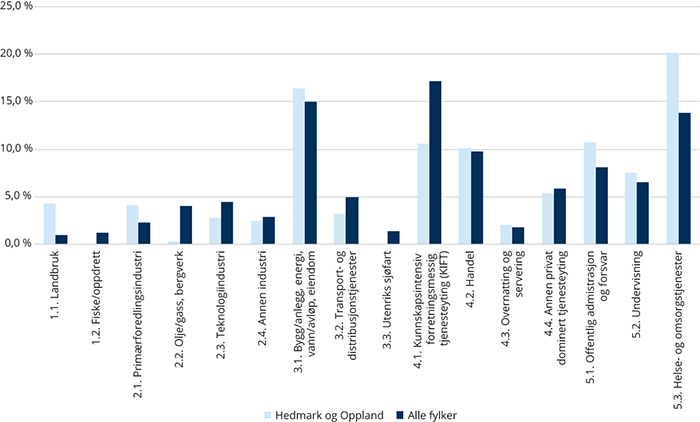 25,0 %
20,0 %
15,0 %
10,0 %
5,0 %
0,0 %
1.1. Landbruk
1.2. Fiske/oppdrett
2.1. Primærforedlingsindustri
2.2. Olje/gass, bergverk
2.3. Teknologiindustri
2.4. Annen industri
3.1. Bygg/anlegg, energi,
vann/avløp, eiendom
3.2. Transport- og
distribusjonstjenester
3.3. Utenriks sjøfart
4.1. Kunnskapsintensiv
forretningsmessig
tjenesteyting (KIFT)
4.2. Handel
4.3. Overnatting og
servering
4.4. Annen privat
dominert tjenesteyting
5.1. Offentlig admistrasjon
og forsvar
5.2. Undervisning
5.3. Helse- og omsorgstjenester
Hedmark og Oppland
Alle fylker